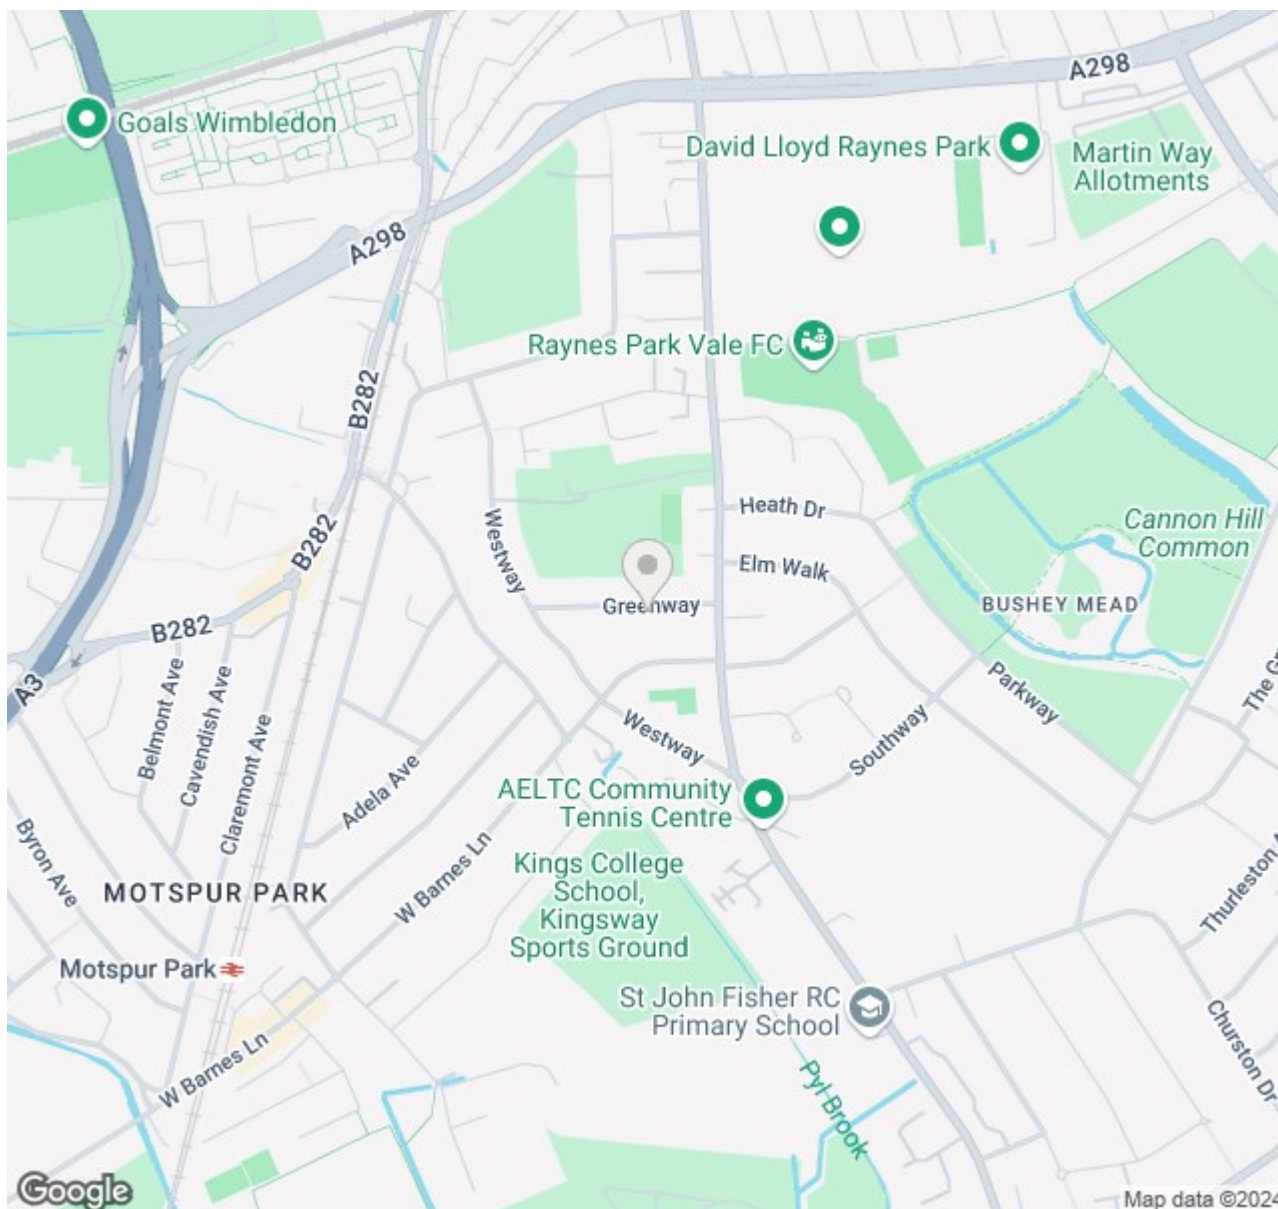 A298
Goals Wimbledon
David Lloyd Raynes Park
Martin Way
Allotments
A298
Raynes Park Vale FC
B282
Heath Dr
Cannon Hill
Common
Westway
B282
Elm Walk
Greenway
BUSHEY MEAD
B282
A3
Belmont Ave
Cavendish Ave
Claremont Ave
Parkway
Westway
Southway
Adela Ave
AELTC Community
Tennis Centre
Byron Ave
MOTSPUR PARK
W Barnes Ln
Kings College
School,
Kingsway
Sports Ground
Motspur Park
St John Fisher RC
Primary School
Churston Dr
W Barnes Ln
Pyl Brook
Google
Map data ©2024